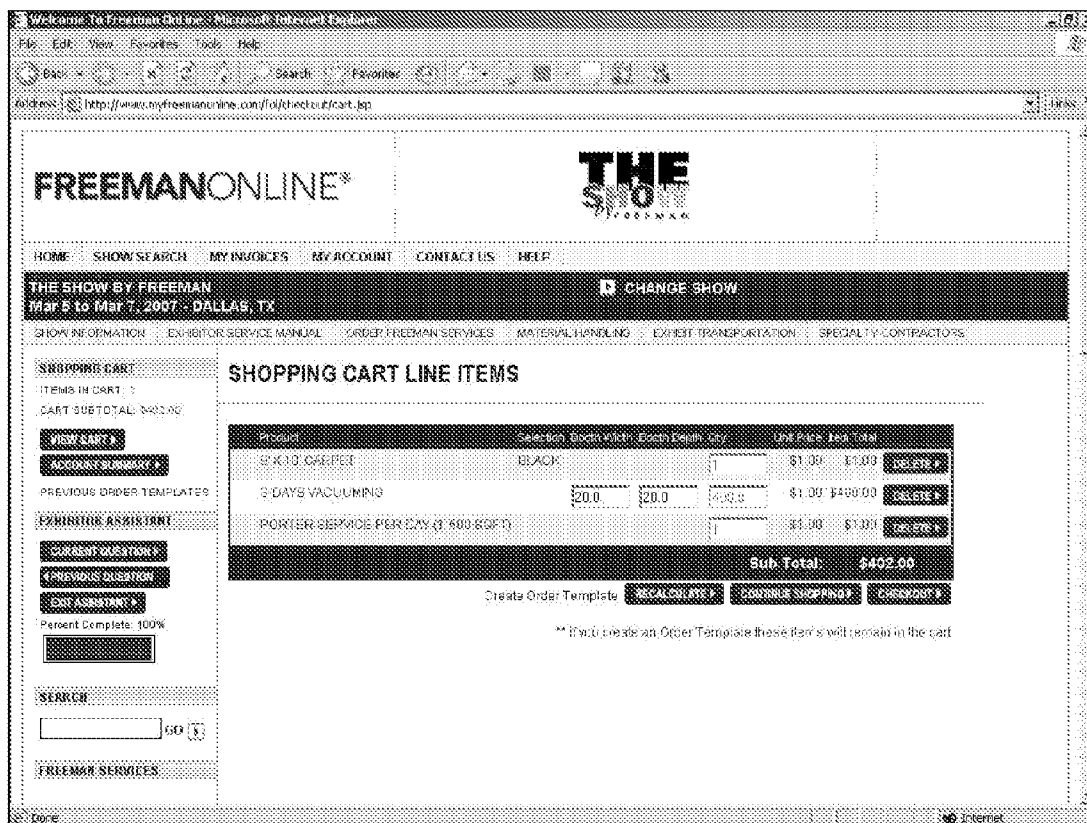 Welcome To Freeman OnLine - Microsoft Internet Explorer
File Edit View Favorites Tools Help
Back Search Favorites
Address http://www.myfreemanonline.com/fol/checkout/cart.jsp Links
FREEMANONLINE®
THE SHOW BY FREEMAN
HOME SHOW SEARCH MY INVOICES MY ACCOUNT CONTACT US HELP
THE SHOW BY FREEMAN CHANGE SHOW
Mar 5 to Mar 7, 2007 - DALLAS, TX
SHOW INFORMATION EXHIBITOR SERVICE MANUAL ORDER FREEMAN SERVICES MATERIAL HANDLING EXHIBIT TRANSPORTATION SPECIALTY CONTRACTORS
SHOPPING CART
ITEMS IN CART:
CART SUBTOTAL: $402.00
VIEW CART
ACCOUNT SUMMARY
PREVIOUS ORDER TEMPLATES
EXHIBITOR ASSISTANT
CURRENT QUESTION
PREVIOUS QUESTION
EXIT ASSISTANT
Percent Complete: 100%
SEARCH
GO
FREEMAN SERVICES
SHOPPING CART LINE ITEMS
Product Selection Booth Width Booth Depth Qty Unit Price Item Total
9' X 10' CARPET BLACK 1 $1.00 $1.00 DELETE
3 DAYS VACUUMING 20.0 20.0 400.0 $1.00 $400.00 DELETE
PORTER SERVICE PER DAY 1 $1.00 $1.00 DELETE
Sub Total: $402.00
Create Order Template RECALCULATE CONTINUE SHOPPING CHECKOUT
** If you create an Order Template these items will remain in the cart
Done Internet